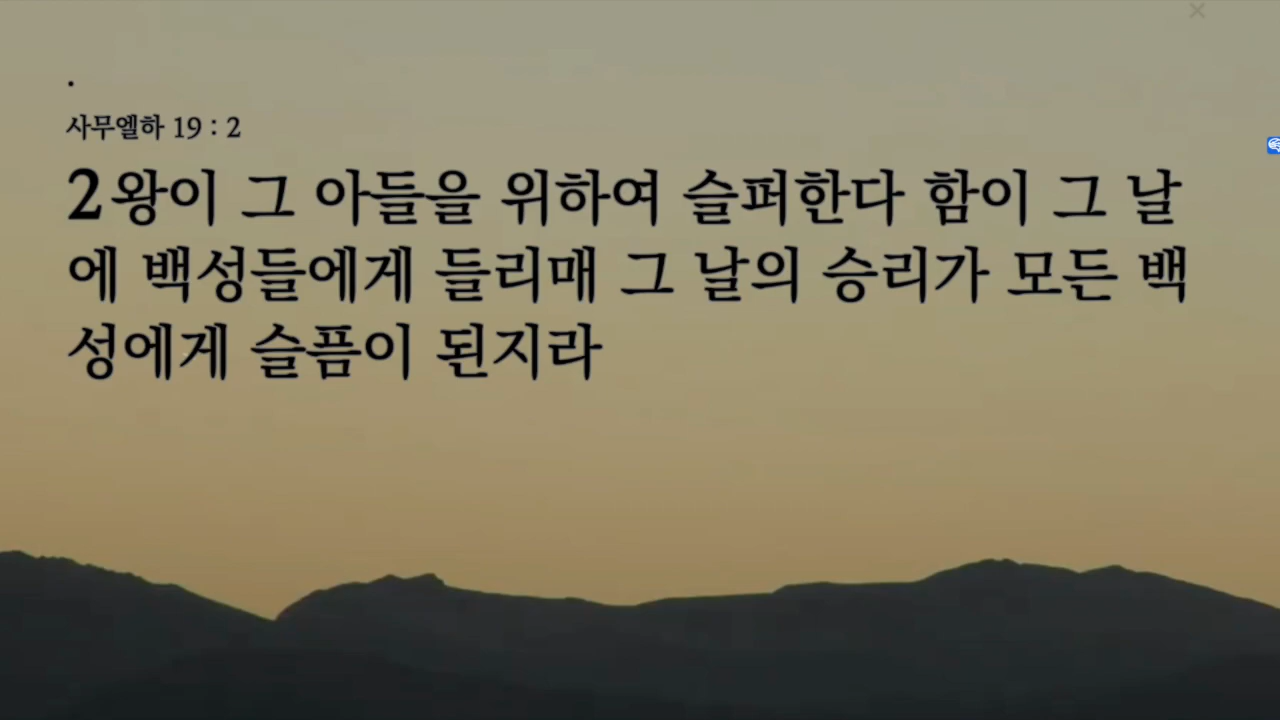 .
사무엘하 19 : 2
2 왕이 그 아들을 위하여 슬퍼한다 함이 그 날
에 백성들에게 들리매 그 날의 승리가 모든 백
성에게 슬픔이 된지라